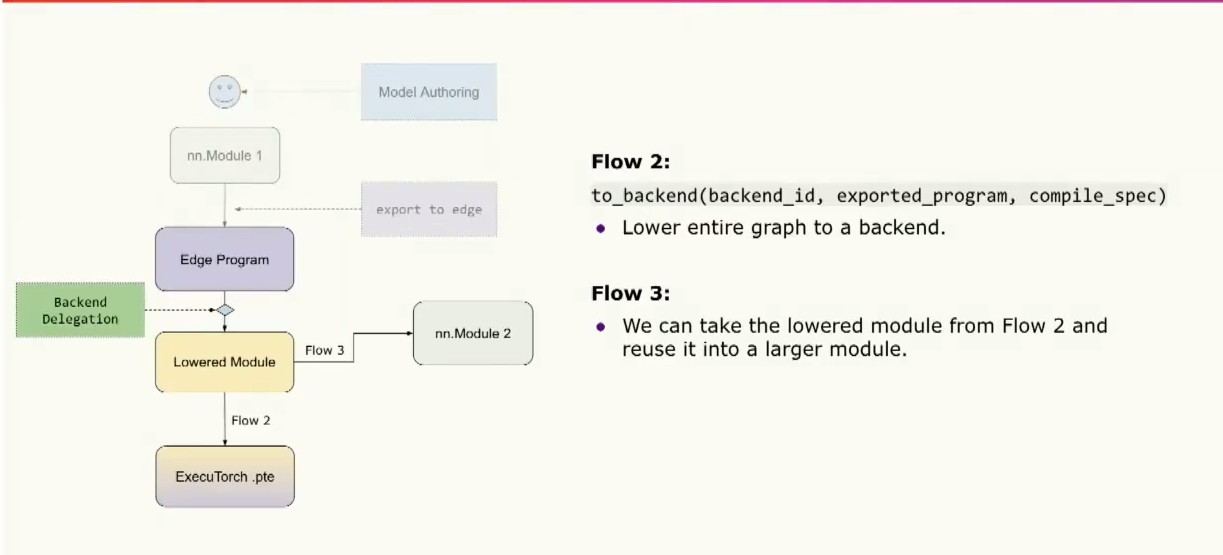 Model Authoring
nn.Module 1
export to edge
Edge Program
Backend
Delegation
nn.Module 2
Lowered Module
Flow 3
Flow 2
ExecuTorch .pte
Flow 2:
to_backend(backend_id, exported_program, compile_spec)
• Lower entire graph to a backend.
Flow 3:
• We can take the lowered module from Flow 2 and
reuse it into a larger module.